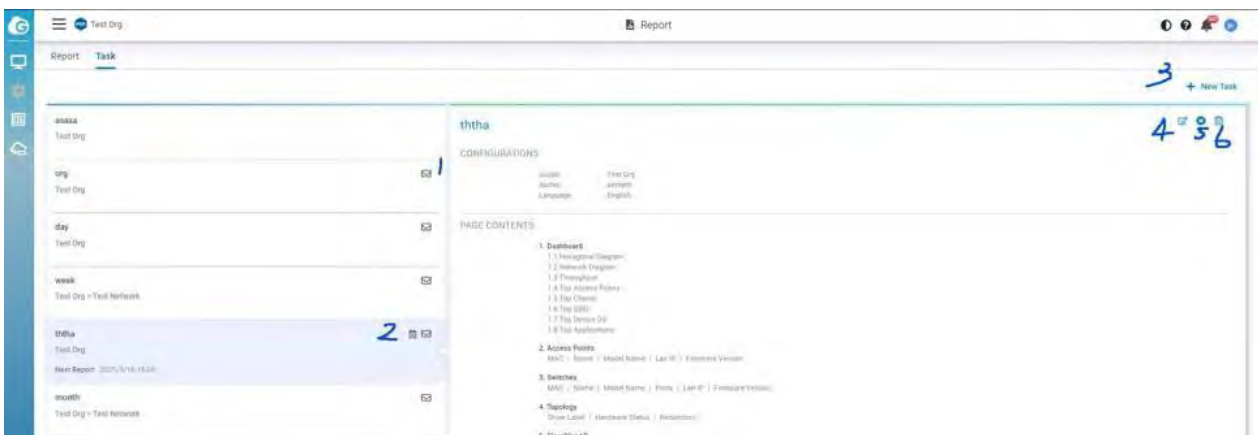 Test Org
Report
Report Task
3
+ New Task
asasa
Test Org
org
1
Test Org
day
Test Org
week
Test Org > Test Network
ththa
2
Test Org
Next Report
month
Test Org > Test Network
ththa
4 5 6
CONFIGURATIONS
Test Org
Language English
PAGE CONTENTS
1. Dashboard
1.1 Hexagonal Diagram
1.2 Network Diagram
1.3 Throughput
1.4 Top Access Points
1.5 Top Clients
1.6 Top SSID
1.7 Top Device OS
1.8 Top Applications
2. Access Points
MAC | Name | Model Name | Lan IP | Firmware Version
3. Switches
MAC | Name | Model Name | Ports | Lan IP | Firmware Version
4. Topology
| Hardware Status |